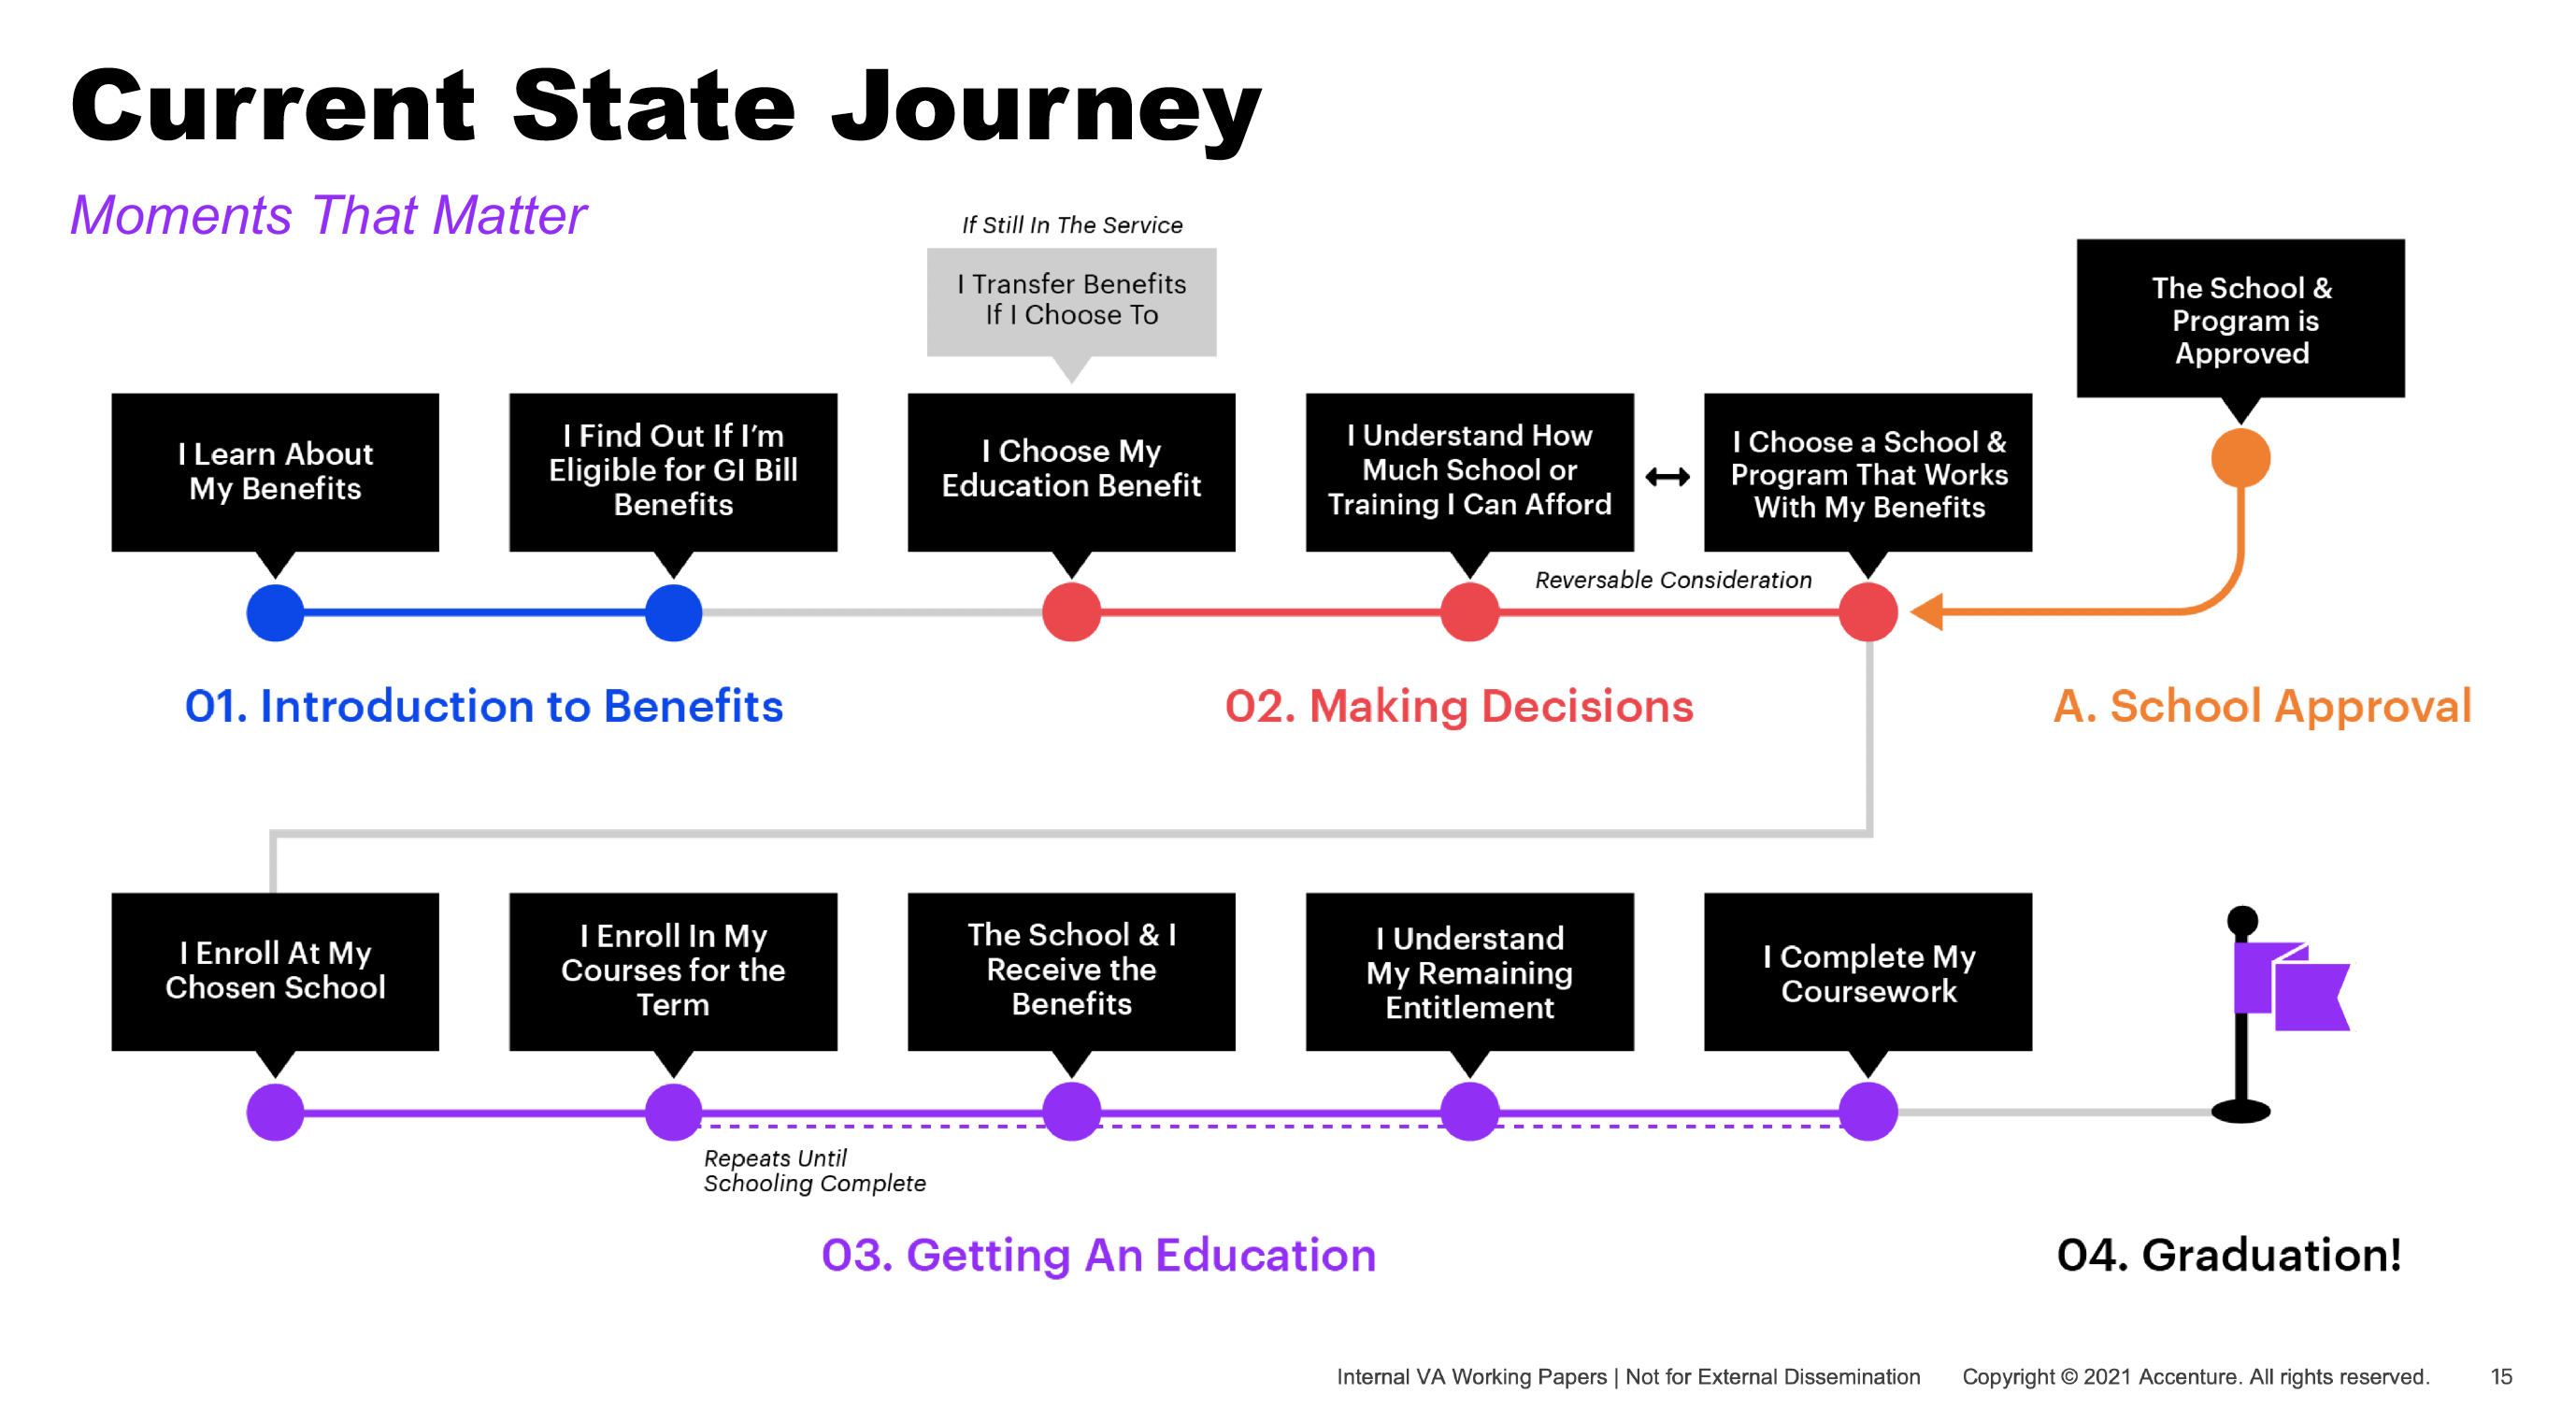 Current State Journey
Moments That Matter
If Still In The Service
I Transfer Benefits
If I Choose To
I Learn About
My Benefits
I Find Out If I’m
Eligible for GI Bill
Benefits
I Choose My
Education Benefit
I Understand How
Much School or
Training I Can Afford
I Choose a School &
Program That Works
With My Benefits
The School &
Program is
Approved
Reversable Consideration
01. Introduction to Benefits
02. Making Decisions
A. School Approval
I Enroll At My
Chosen School
I Enroll In My
Courses for the
Term
The School & I
Receive the
Benefits
I Understand
My Remaining
Entitlement
I Complete My
Coursework
Repeats Until
Schooling Complete
03. Getting An Education
04. Graduation!
Internal VA Working Papers | Not for External Dissemination
Copyright © 2021 Accenture. All rights reserved.
15